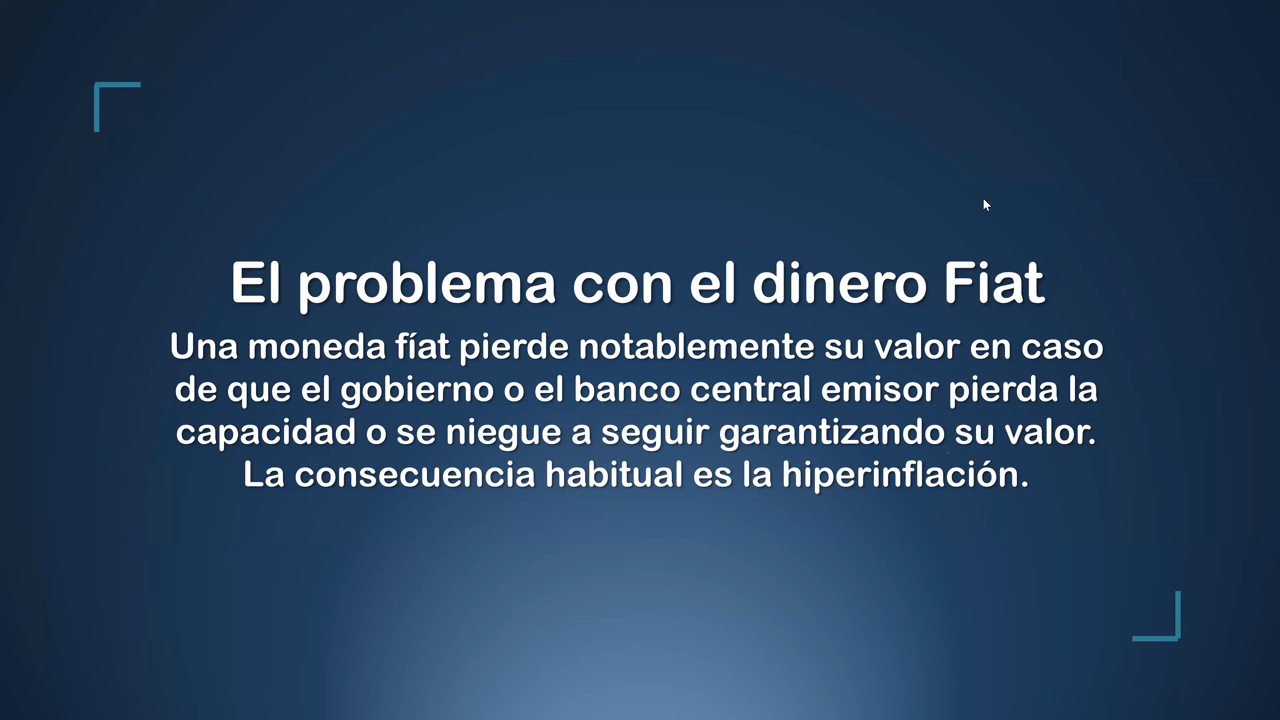 El problema con el dinero Fiat
Una moneda fíat pierde notablemente su valor en caso
de que el gobierno o el banco central emisor pierda la
capacidad o se niegue a seguir garantizando su valor.
La consecuencia habitual es la hiperinflación.